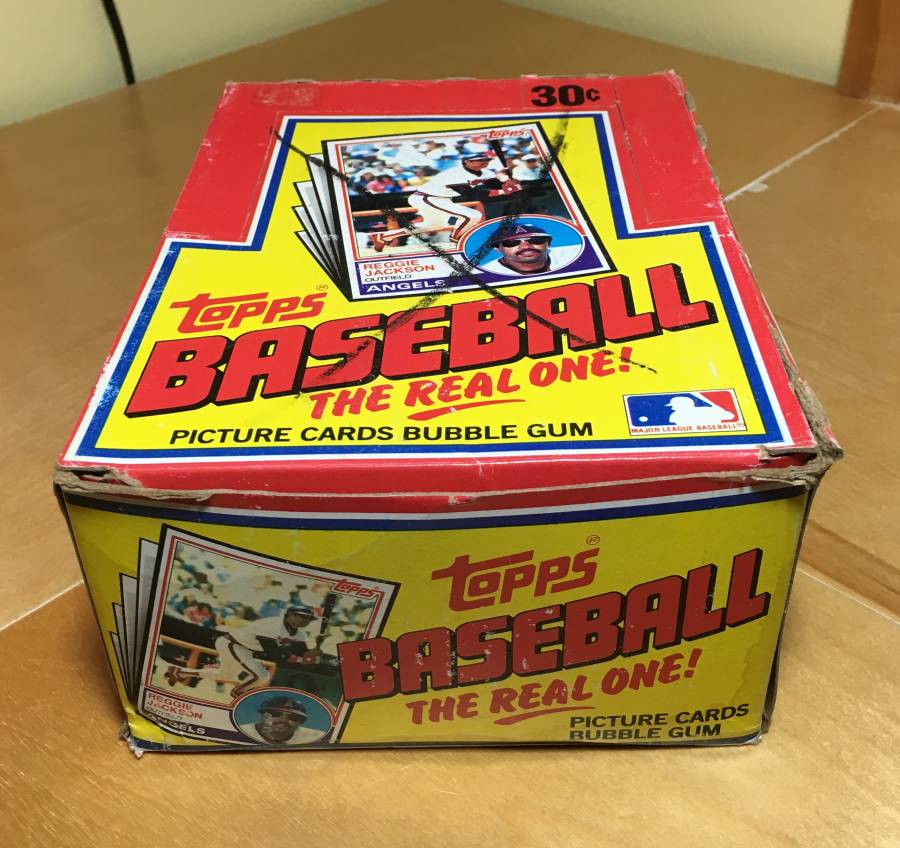 30¢
Topps
REGGIE
JACKSON
OUTFIELD
ANGELS
Topps®
BASEBALL
THE REAL ONE!
PICTURE CARDS BUBBLE GUM
MAJOR LEAGUE BASEBALL®
Topps
REGGIE
JACKSON
OUTFIELD
ANGELS
Topps®
BASEBALL
THE REAL ONE!
PICTURE CARDS
BUBBLE GUM